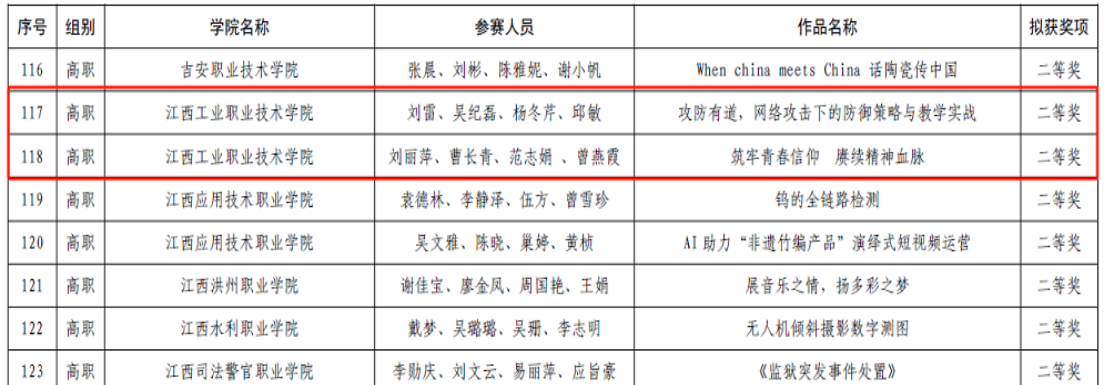 序号 组别 学院名称 参赛人员 作品名称 拟获奖项
116 高职 吉安职业技术学院 张晨、刘彬、陈雅妮、谢小帆 When china meets China 话陶瓷传中国 二等奖
117 高职 江西工业职业技术学院 刘雷、吴纪磊、杨冬芹、邱敏 攻防有道，网络攻击下的防御策略与教学实战 二等奖
118 高职 江西工业职业技术学院 刘丽萍、曹长青、范志娟 、曾燕霞 筑牢青春信仰 赓续精神血脉 二等奖
119 高职 江西应用技术职业学院 袁德林、李静泽、伍方、曾雪珍 钨的全链路检测 二等奖
120 高职 江西应用技术职业学院 吴文雅、陈晓、巢婷、黄桢 AI 助力“非遗竹编产品”演绎式短视频运营 二等奖
121 高职 江西洪州职业学院 谢佳宝、廖金凤、周国艳、王娟 展音乐之情，扬多彩之梦 二等奖
122 高职 江西水利职业学院 戴梦、吴璐璐、吴珊、李志明 无人机倾斜摄影数字测图 二等奖
123 高职 江西司法警官职业学院 李勋庆、刘文云、易丽萍、应旨豪 《监狱突发事件处置》 二等奖